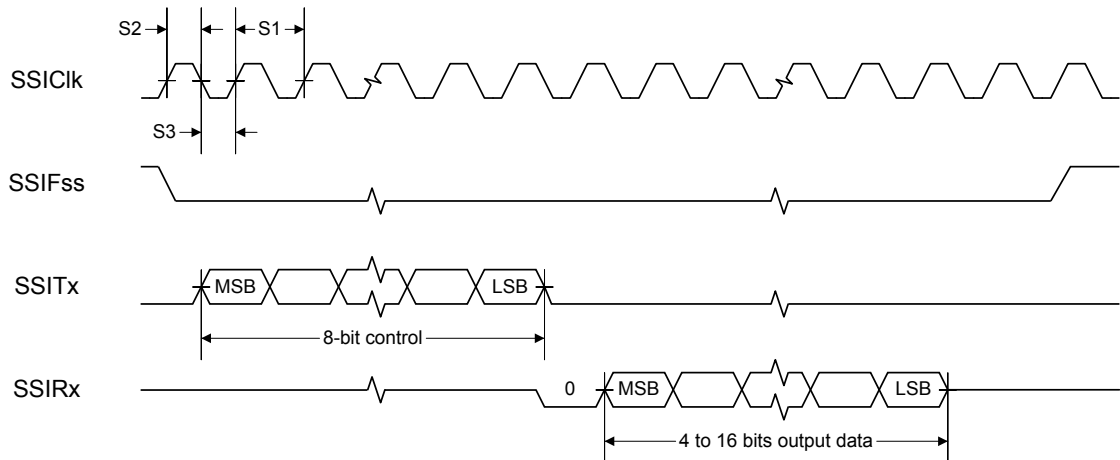 S2
S1
SSIClk
S3
SSIFss
SSITx
MSB
LSB
8-bit control
SSIRx
0
MSB
LSB
4 to 16 bits output data